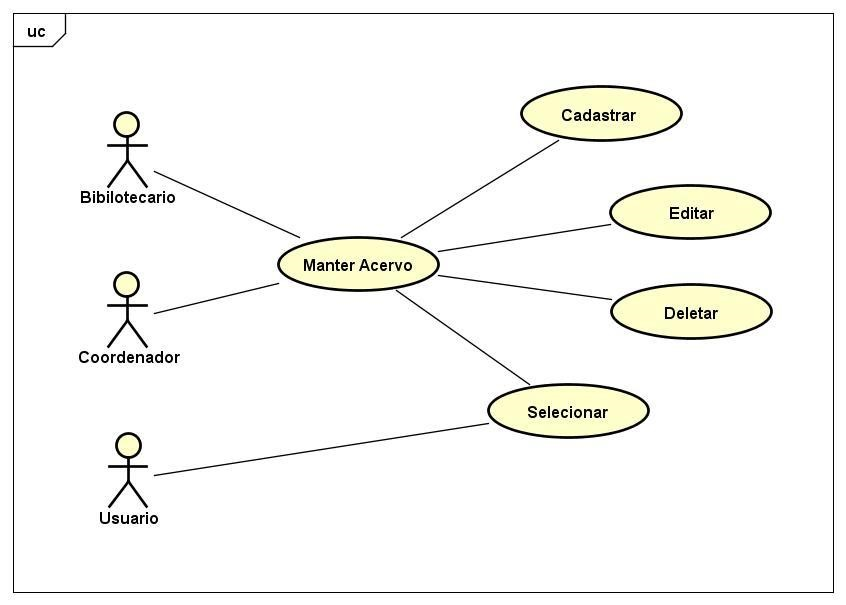 uc
Cadastrar
Bibilotecario
Editar
Manter Acervo
Deletar
Coordenador
Selecionar
Usuario